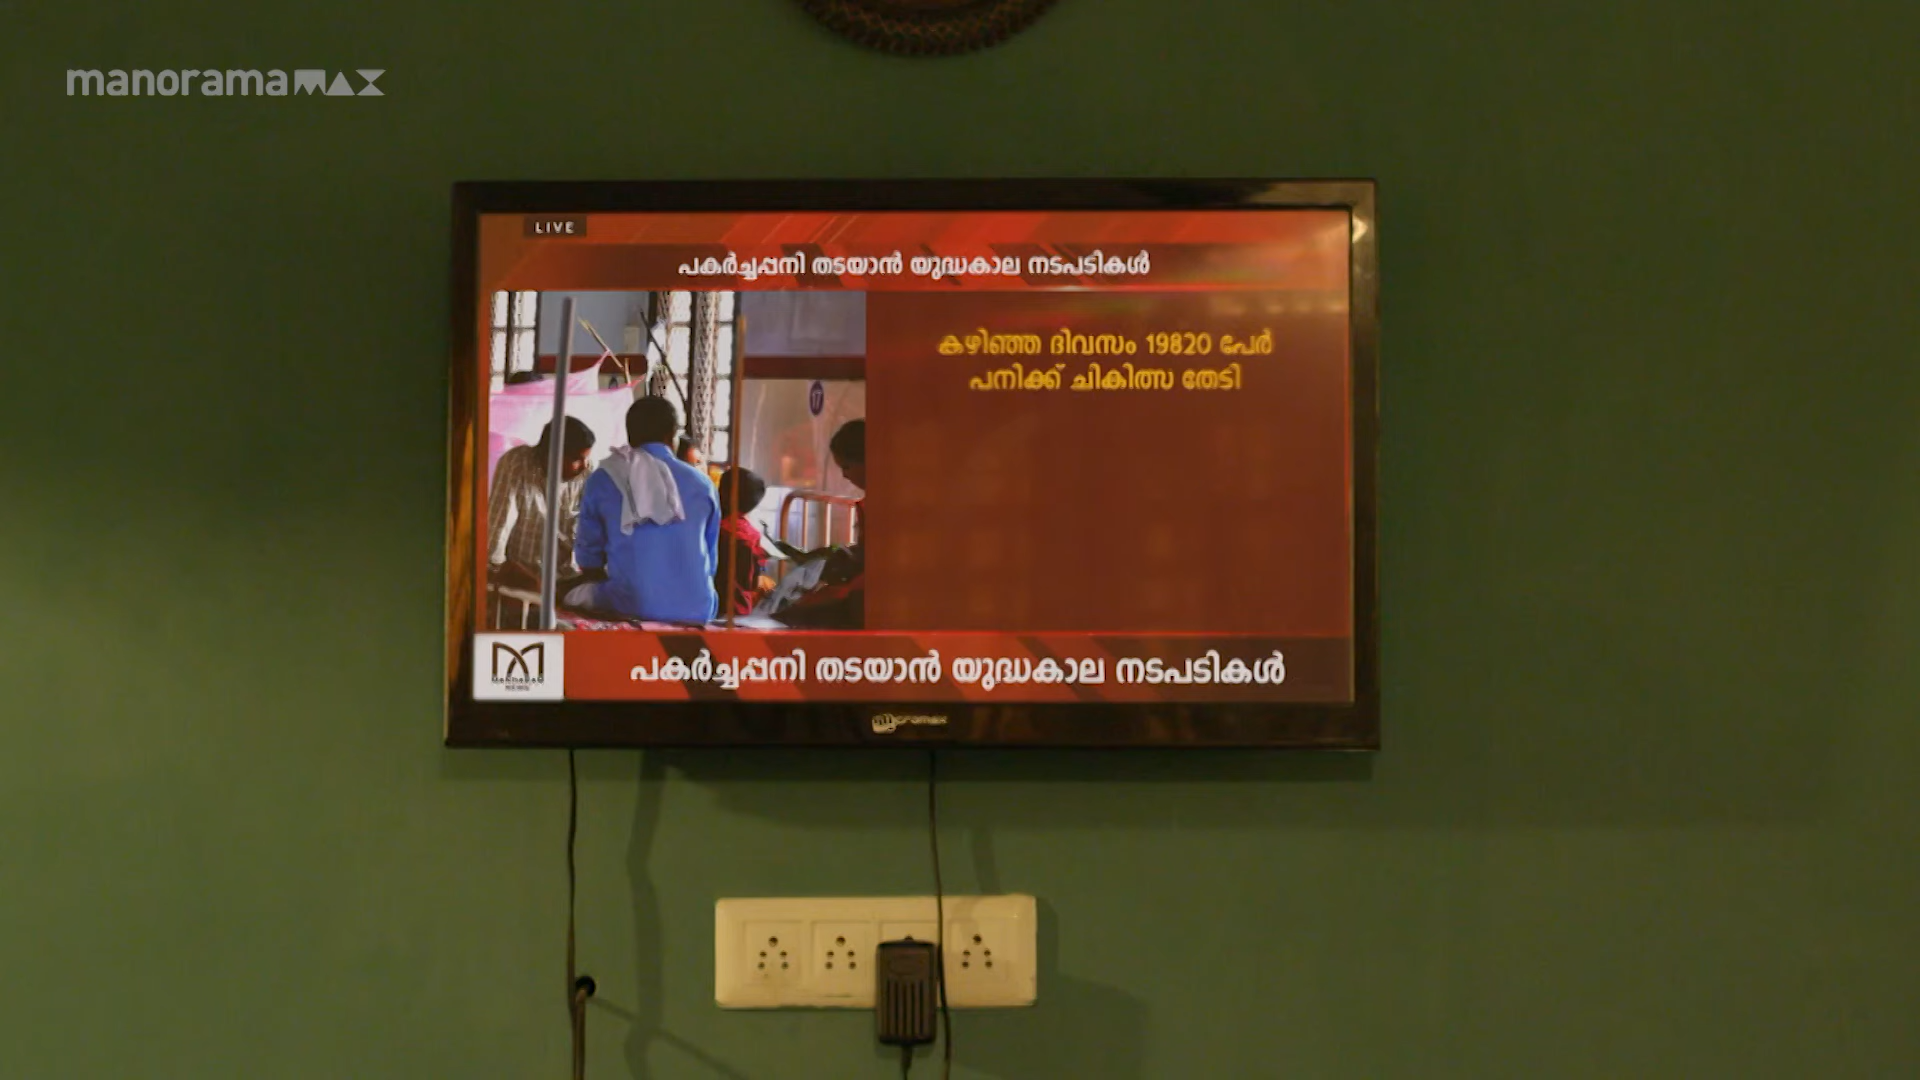 manoramaMAX
LIVE
പകർച്ചപ്പനി തടയാൻ യുദ്ധകാല നടപടികൾ
കഴിഞ്ഞ ദിവസം 19820 പേർ
പനിക്ക് ചികിത്സ തേടി
17
പകർച്ചപ്പനി തടയാൻ യുദ്ധകാല നടപടികൾ